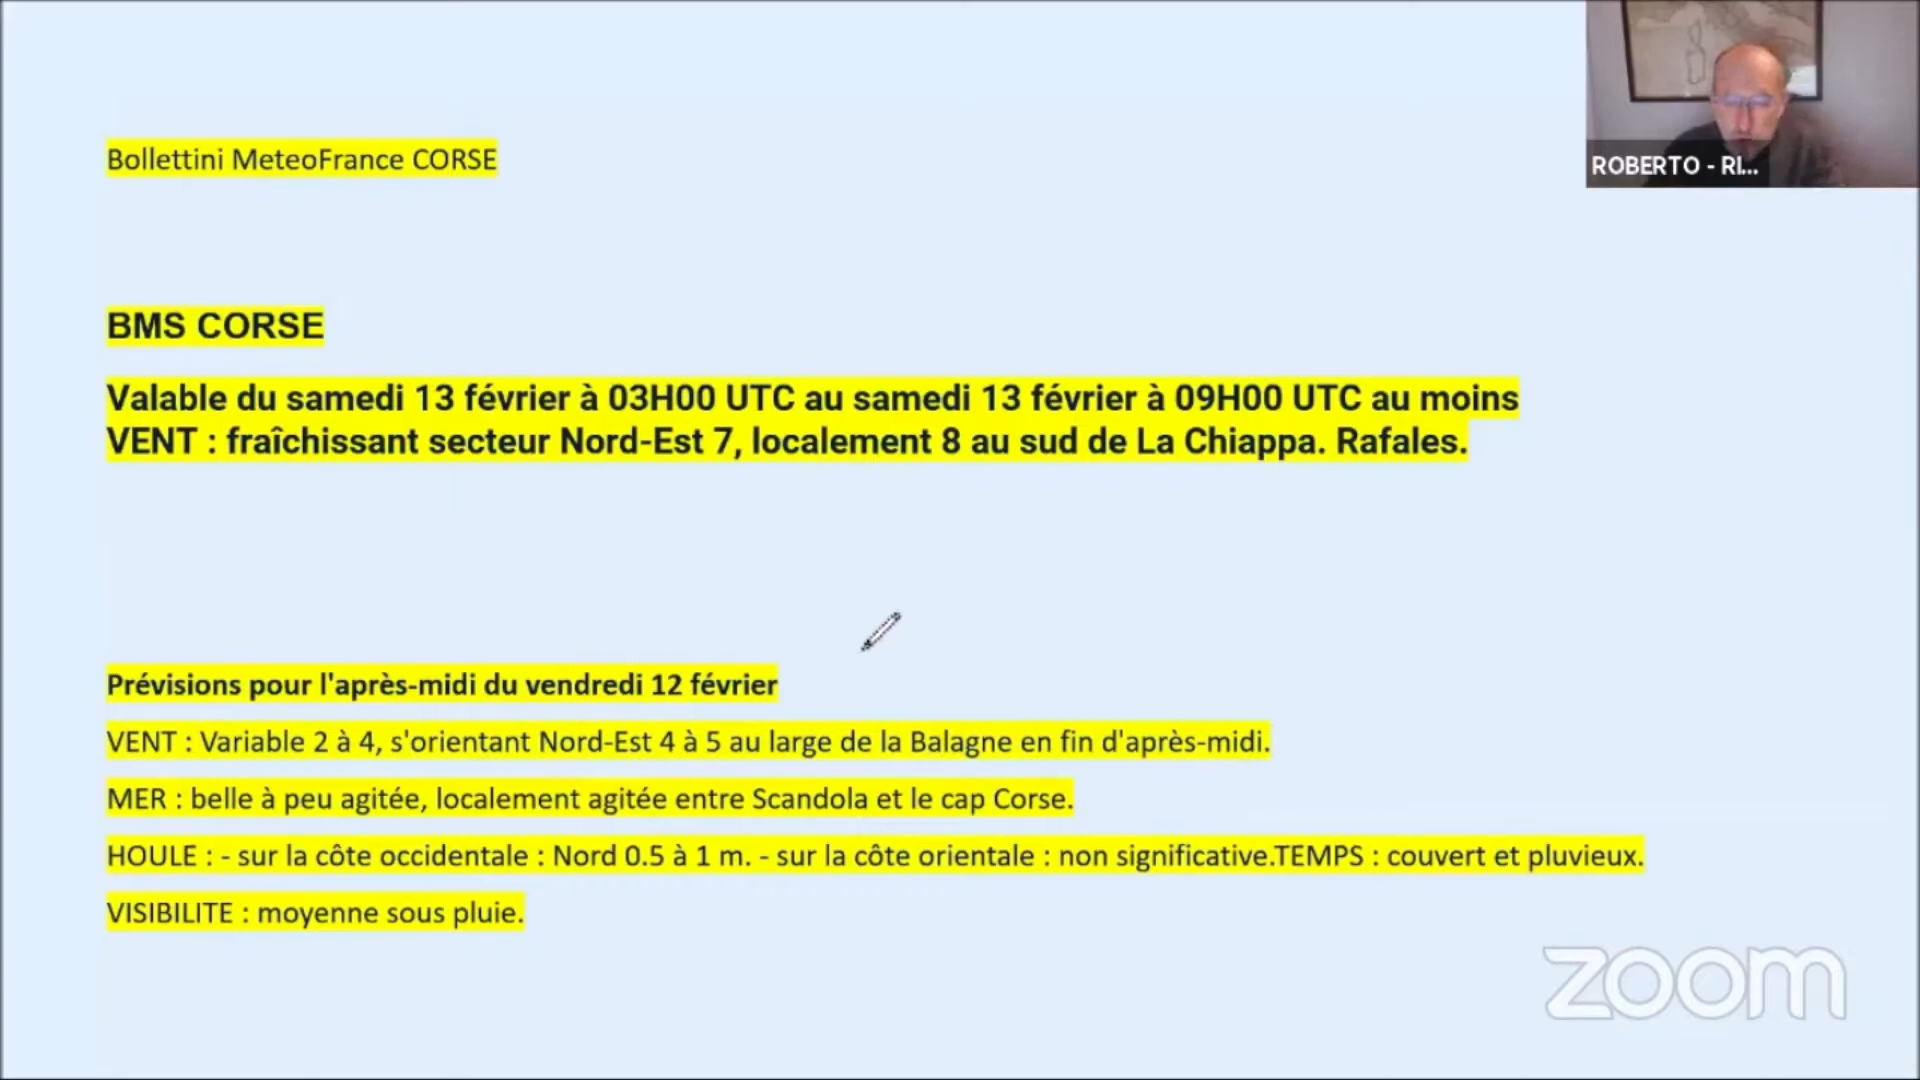 Bollettini MeteoFrance CORSE
ROBERTO - RI...
BMS CORSE
Valable du samedi 13 février à 03H00 UTC au samedi 13 février à 09H00 UTC au moins
VENT : fraîchissant secteur Nord-Est 7, localement 8 au sud de La Chiappa. Rafales.
Prévisions pour l'après-midi du vendredi 12 février
VENT : Variable 2 à 4, s'orientant Nord-Est 4 à 5 au large de la Balagne en fin d'après-midi.
MER : belle à peu agitée, localement agitée entre Scandola et le cap Corse.
HOULE : - sur la côte occidentale : Nord 0.5 à 1 m. - sur la côte orientale : non significative.TEMPS : couvert et pluvieux.
VISIBILITE : moyenne sous pluie.
zoom